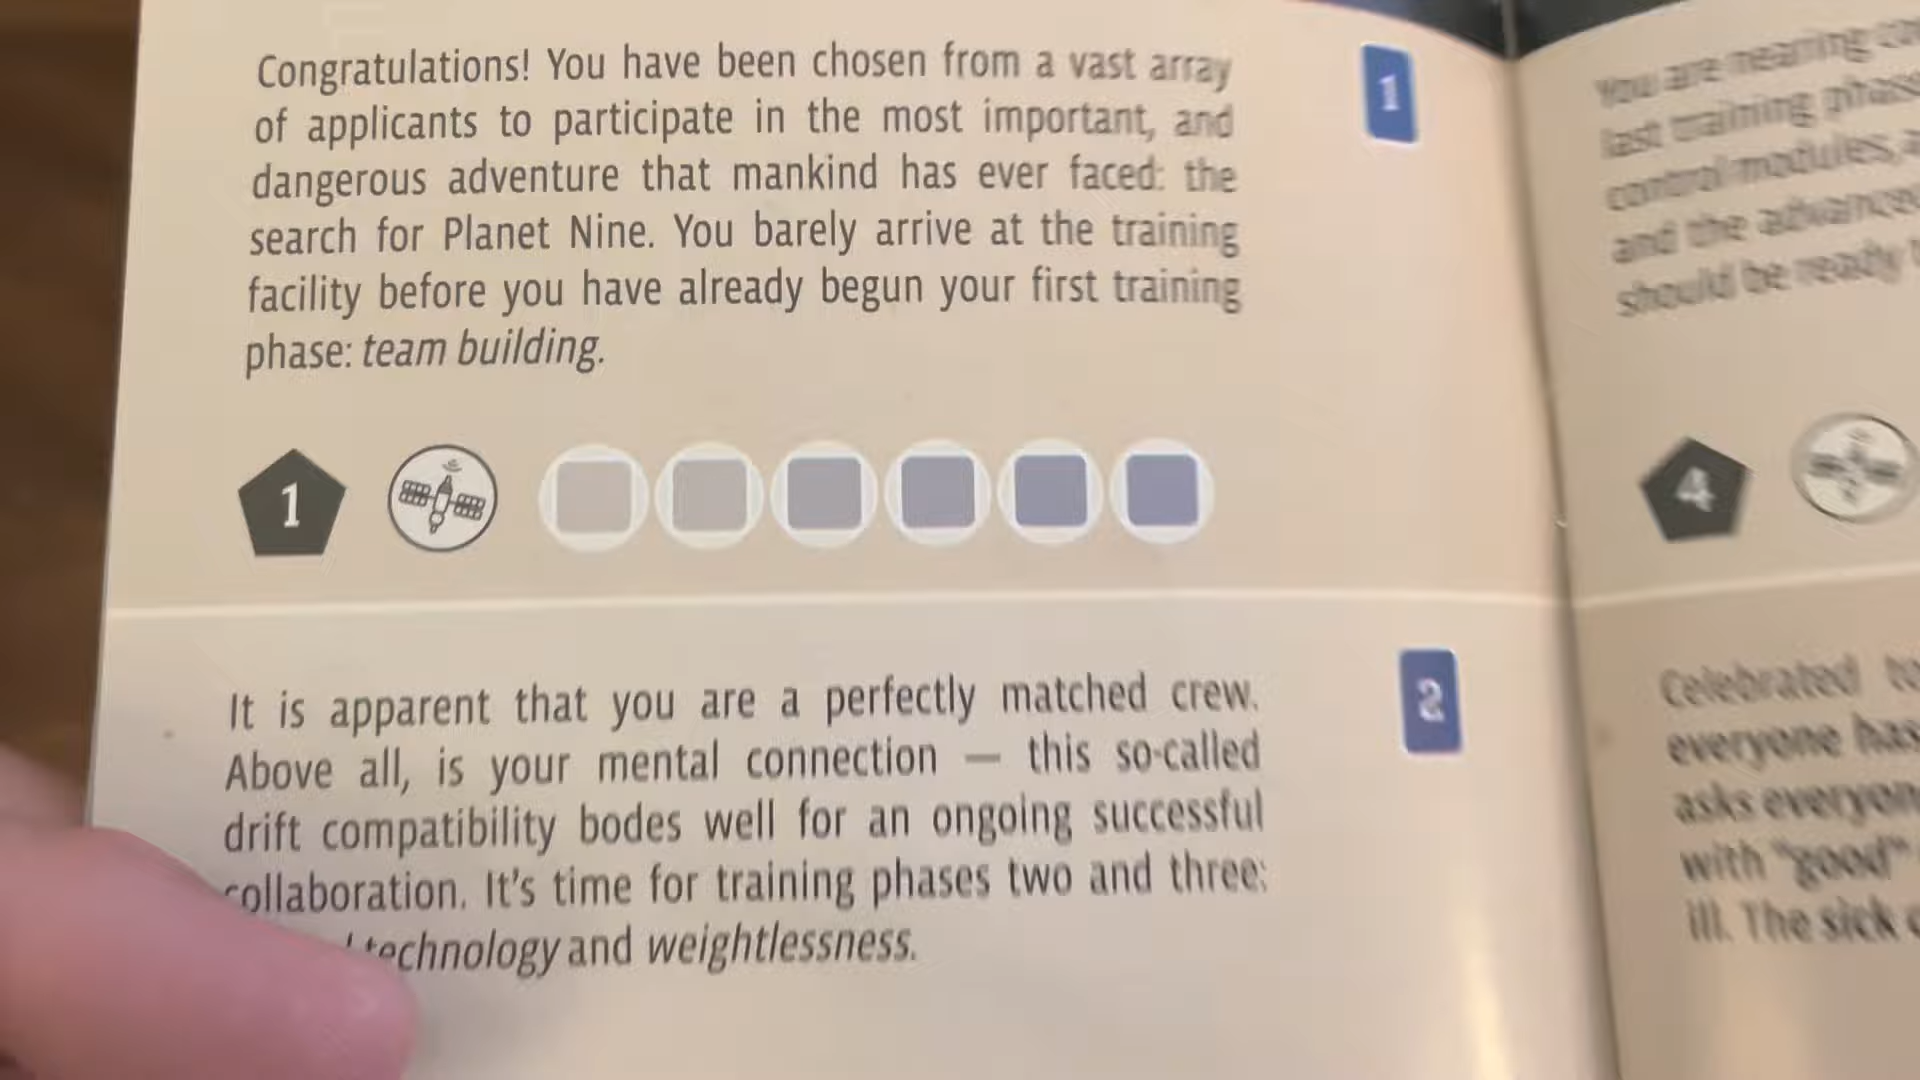 Congratulations! You have been chosen from a vast array
of applicants to participate in the most important, and
dangerous adventure that mankind has ever faced: the
search for Planet Nine. You barely arrive at the training
facility before you have already begun your first training
phase: team building.
1
1
It is apparent that you are a perfectly matched crew.
Above all, is your mental connection — this so-called
drift compatibility bodes well for an ongoing successful
collaboration. It's time for training phases two and three:
technology and weightlessness.
2
You are nearing
last training phase
control modules,
and the advanced
should be ready
4
Celebrated
everyone has
asks everyone
with "good"
ill. The sick